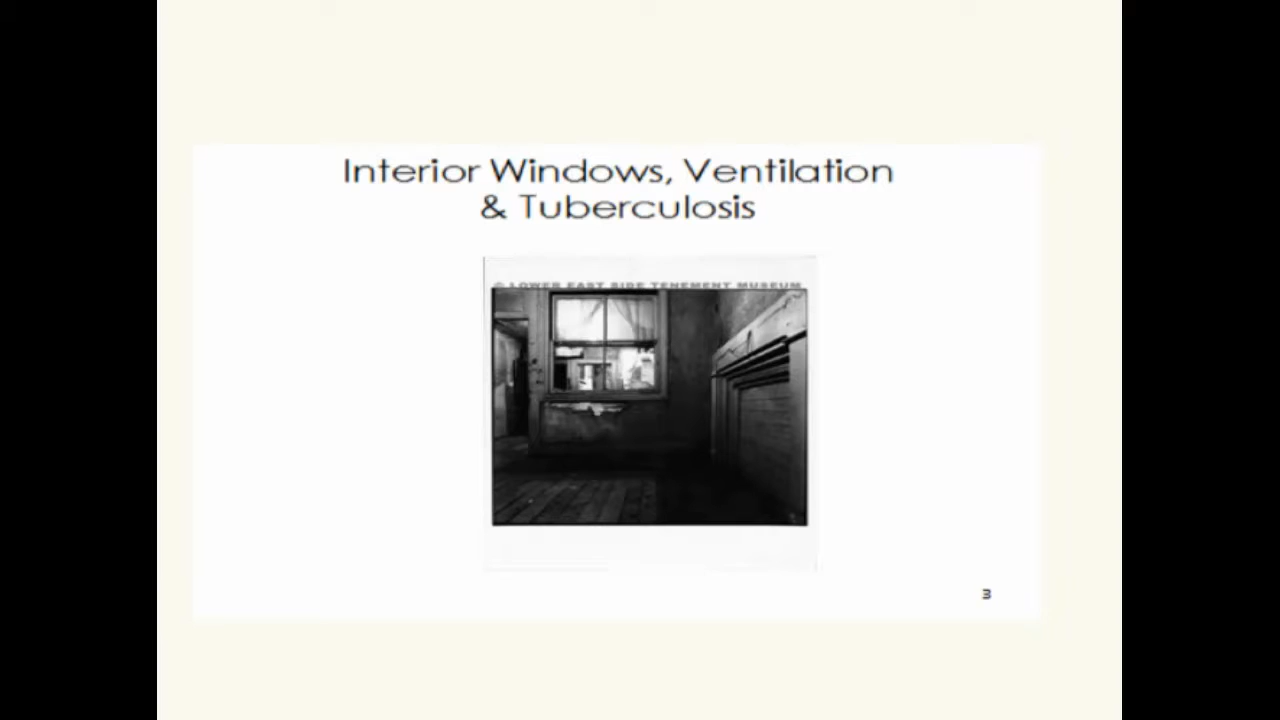 Interior Windows, Ventilation
& Tuberculosis
© LOWER EAST SIDE TENEMENT MUSEUM
3